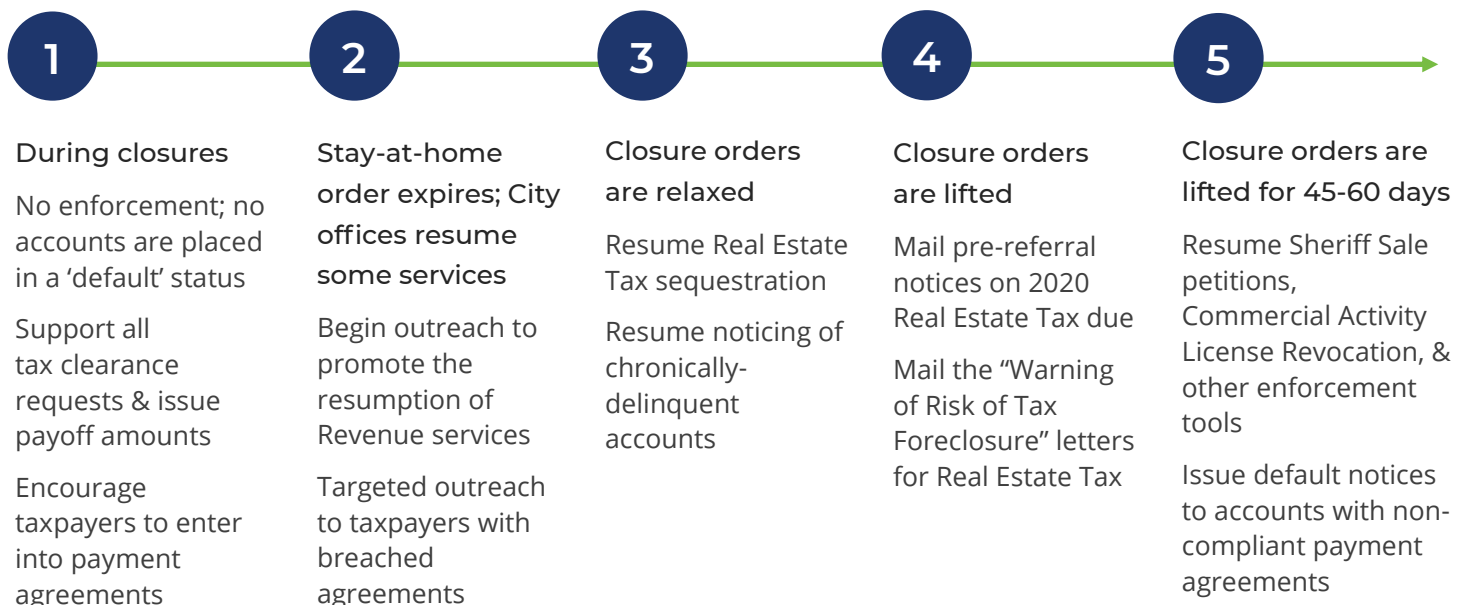 1
During closures
No enforcement; no
accounts are placed
in a ‘default’ status
Support all
tax clearance
requests & issue
payoff amounts
Encourage
taxpayers to enter
into payment
agreements
2
Stay-at-home
order expires; City
offices resume
some services
Begin outreach to
promote the
resumption of
Revenue services
Targeted outreach
to taxpayers with
breached
agreements
3
Closure orders
are relaxed
Resume Real Estate
Tax sequestration
Resume noticing of
chronically-
delinquent
accounts
4
Closure orders
are lifted
Mail pre-referral
notices on 2020
Real Estate Tax due
Mail the “Warning
of Risk of Tax
Foreclosure” letters
for Real Estate Tax
5
Closure orders are
lifted for 45-60 days
Resume Sheriff Sale
petitions,
Commercial Activity
License Revocation, &
other enforcement
tools
Issue default notices
to accounts with non-
compliant payment
agreements